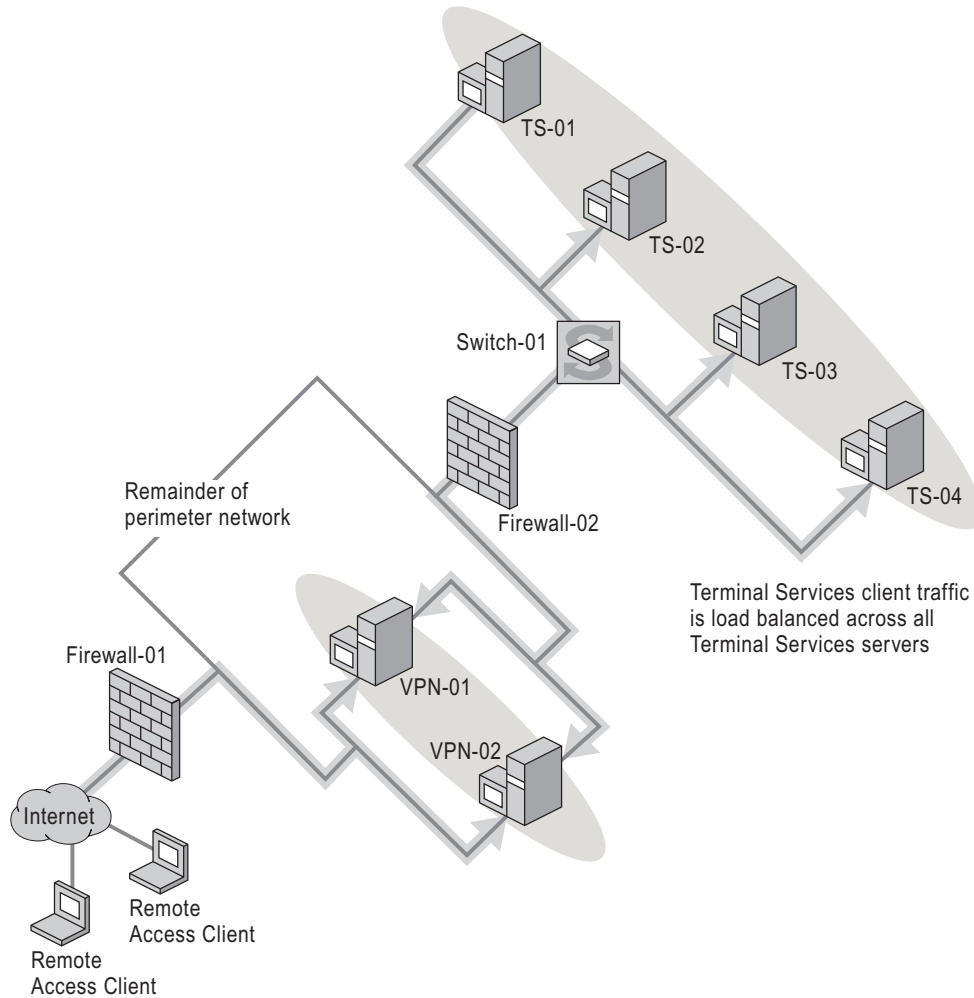 TS-01
TS-02
Switch-01
TS-03
TS-04
Remainder of
perimeter network
Firewall-02
Terminal Services client traffic
is load balanced across all
Terminal Services servers
Firewall-01
VPN-01
VPN-02
Internet
Remote
Access Client
Remote
Access Client